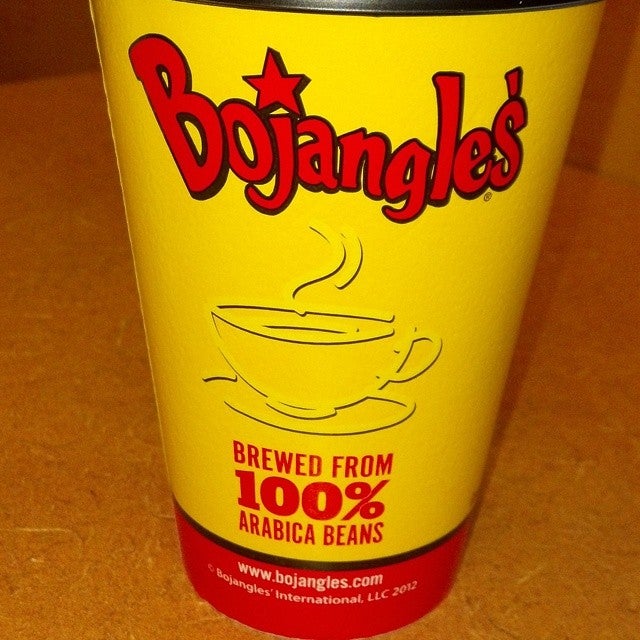 Bojangles'®
BREWED FROM
100%
ARABICA BEANS
www.bojangles.com
© Bojangles' International, LLC 2012